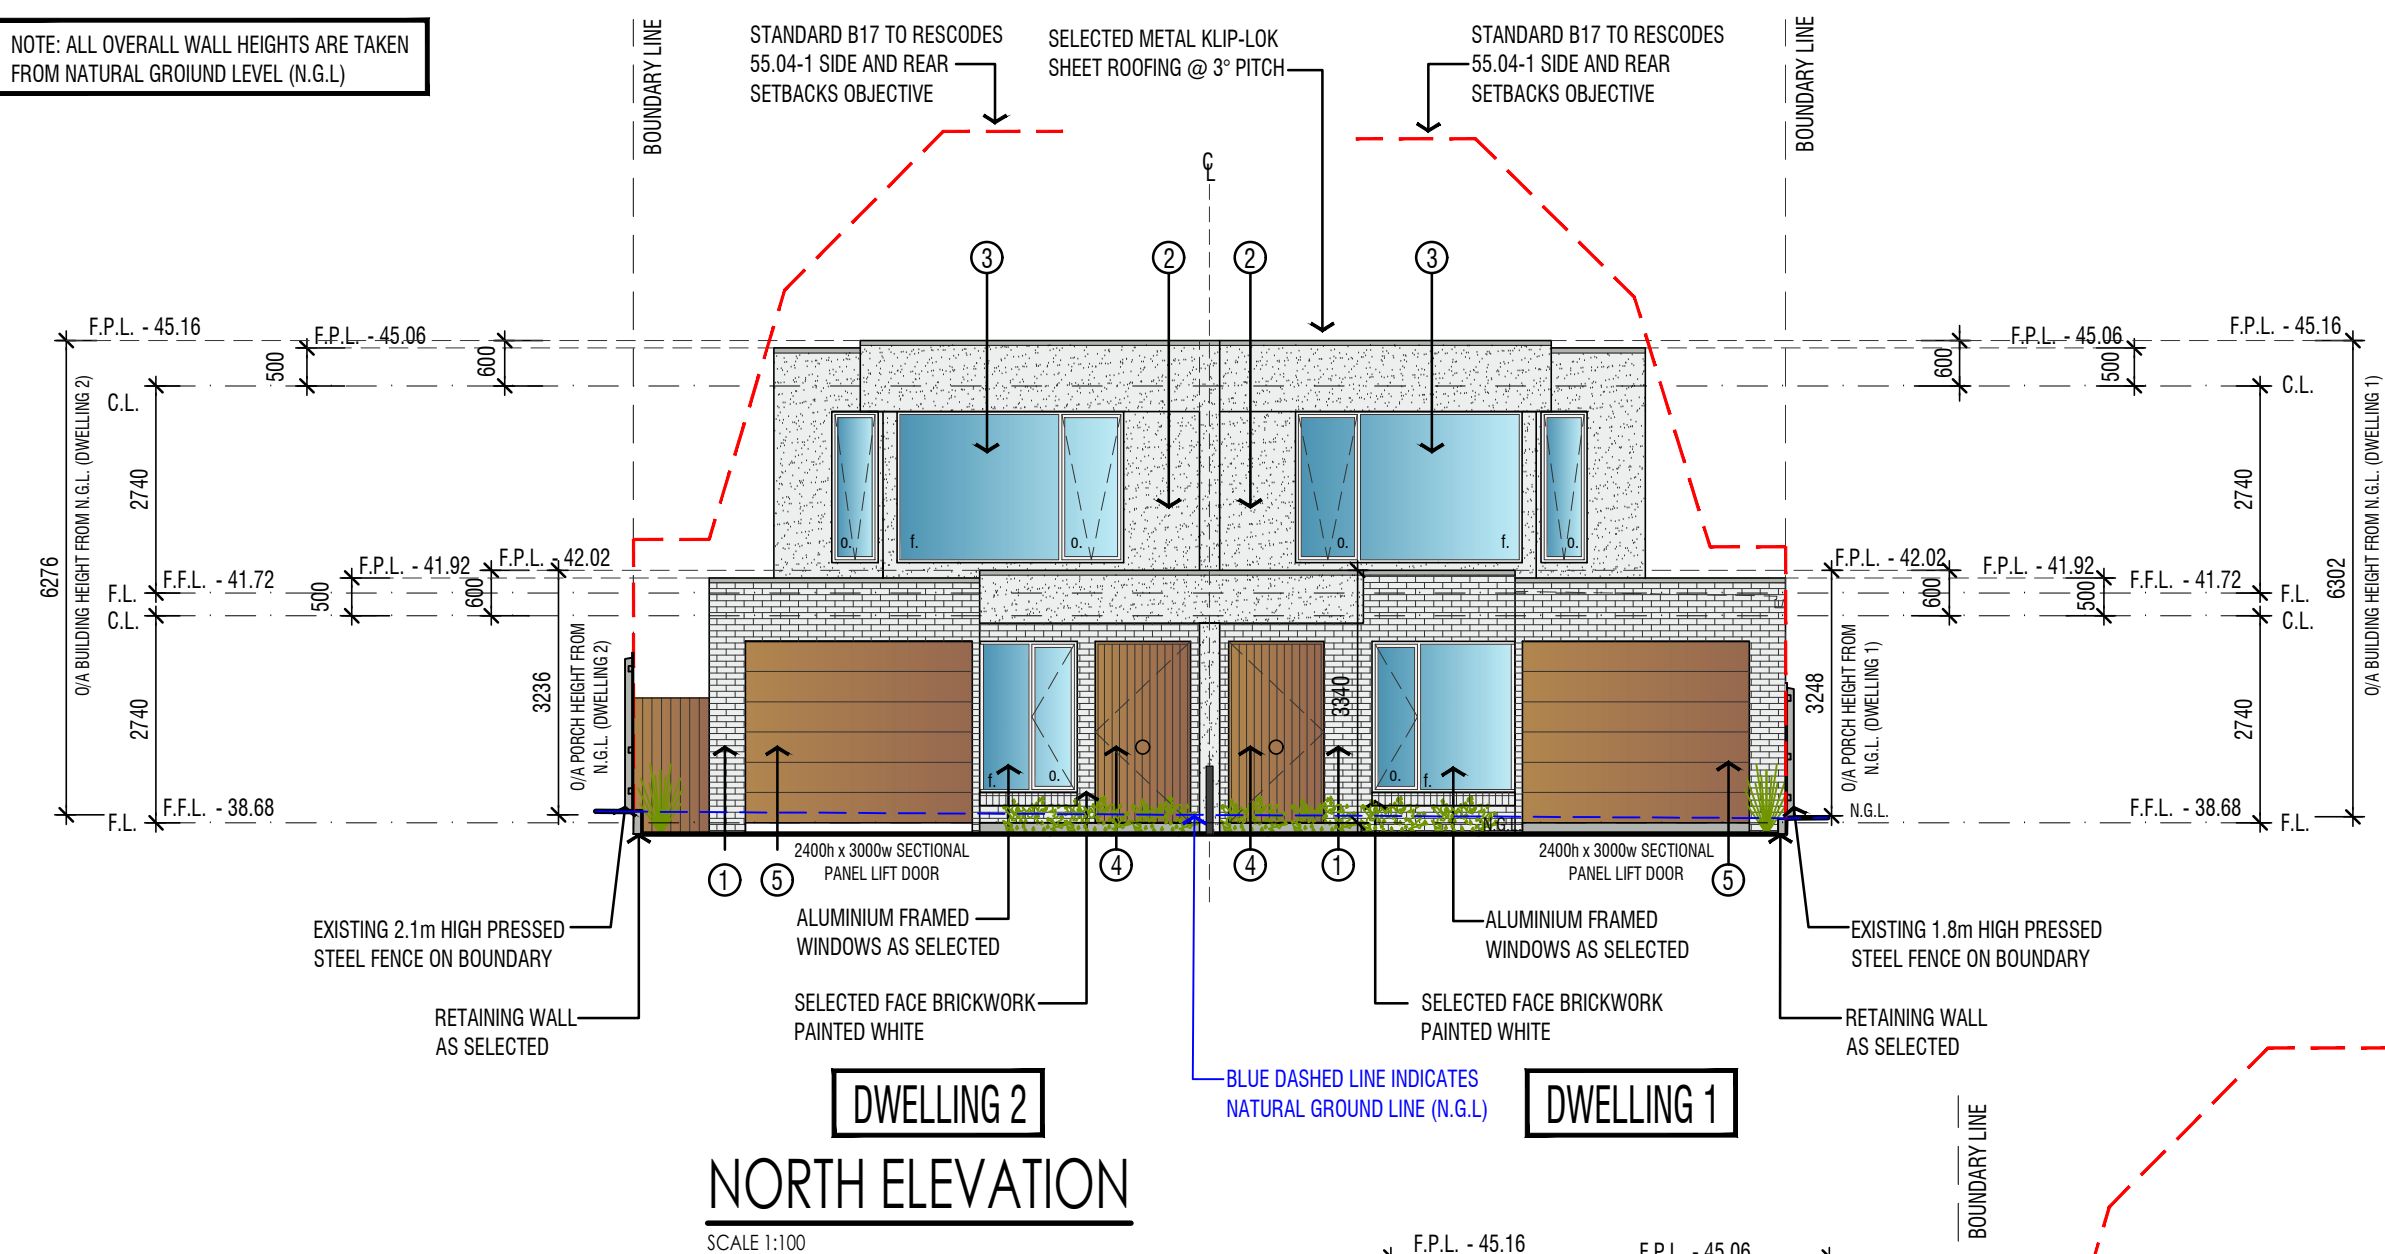 NOTE: ALL OVERALL WALL HEIGHTS ARE TAKEN
FROM NATURAL GROIUND LEVEL (N.G.L)
BOUNDARY LINE
STANDARD B17 TO RESCODES
55.04-1 SIDE AND REAR
SETBACKS OBJECTIVE
SELECTED METAL KLIP-LOK
SHEET ROOFING @ 3° PITCH
STANDARD B17 TO RESCODES
55.04-1 SIDE AND REAR
SETBACKS OBJECTIVE
BOUNDARY LINE
CL
3
2
2
3
F.P.L. - 45.16
F.P.L. - 45.06
500
600
C.L.
2740
6276
O/A BUILDING HEIGHT FROM N.G.L. (DWELLING 2)
F.P.L. - 41.92
F.P.L. - 42.02
F.F.L. - 41.72
F.L.
C.L.
500
600
2740
3236
O/A PORCH HEIGHT FROM
N.G.L. (DWELLING 2)
F.F.L. - 38.68
F.L.
F.P.L. - 45.06
F.P.L. - 45.16
600
500
C.L.
2740
6302
O/A BUILDING HEIGHT FROM N.G.L. (DWELLING 1)
F.P.L. - 42.02
F.P.L. - 41.92
F.F.L. - 41.72
F.L.
C.L.
600
500
2740
3248
O/A PORCH HEIGHT FROM
N.G.L. (DWELLING 1)
N.G.L.
F.F.L. - 38.68
F.L.
o.
f.
o.
o.
f.
o.
f.
o.
3340
o.
f.
N.G.L
1
5
2400h x 3000w SECTIONAL
PANEL LIFT DOOR
4
4
1
2400h x 3000w SECTIONAL
PANEL LIFT DOOR
5
EXISTING 2.1m HIGH PRESSED
STEEL FENCE ON BOUNDARY
ALUMINIUM FRAMED
WINDOWS AS SELECTED
ALUMINIUM FRAMED
WINDOWS AS SELECTED
EXISTING 1.8m HIGH PRESSED
STEEL FENCE ON BOUNDARY
RETAINING WALL
AS SELECTED
SELECTED FACE BRICKWORK
PAINTED WHITE
SELECTED FACE BRICKWORK
PAINTED WHITE
RETAINING WALL
AS SELECTED
BLUE DASHED LINE INDICATES
NATURAL GROUND LINE (N.G.L)
DWELLING 2
DWELLING 1
NORTH ELEVATION
SCALE 1:100
BOUNDARY LINE
F.P.L. - 45.16
F.P.L. - 45.06